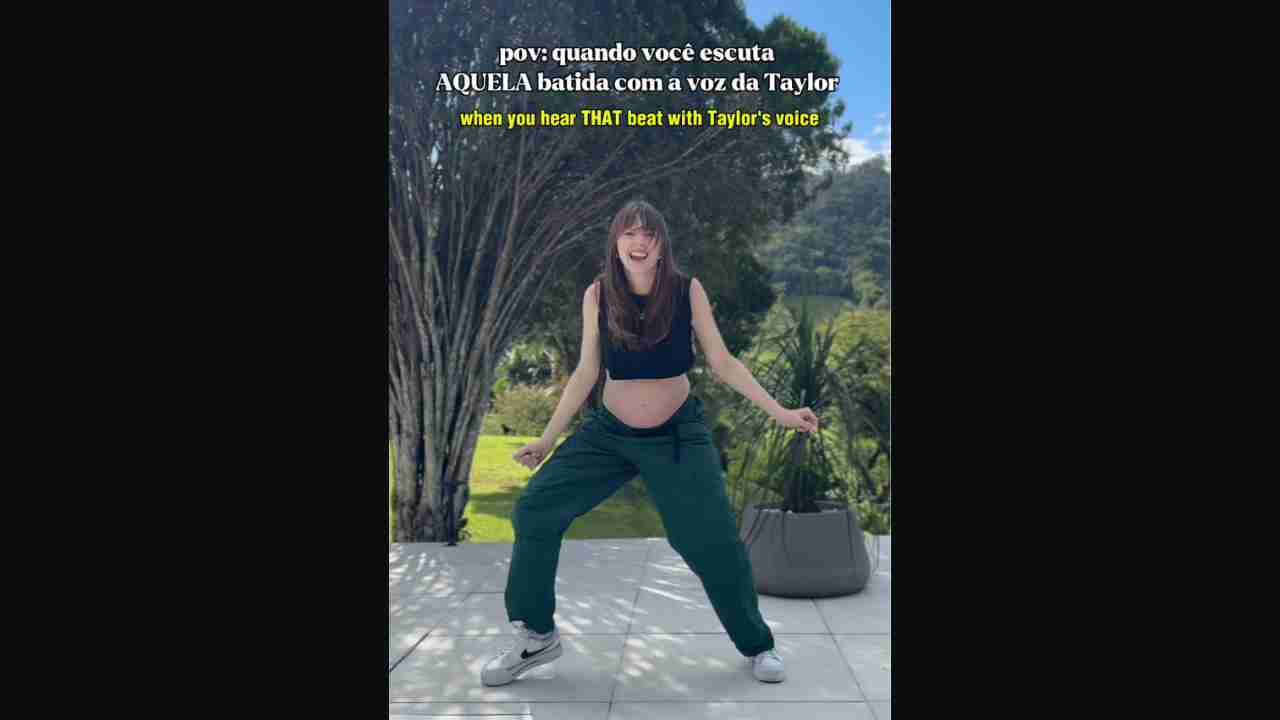 pov: quando você escuta
AQUELA batida com a voz da Taylor
when you hear THAT beat with Taylor's voice